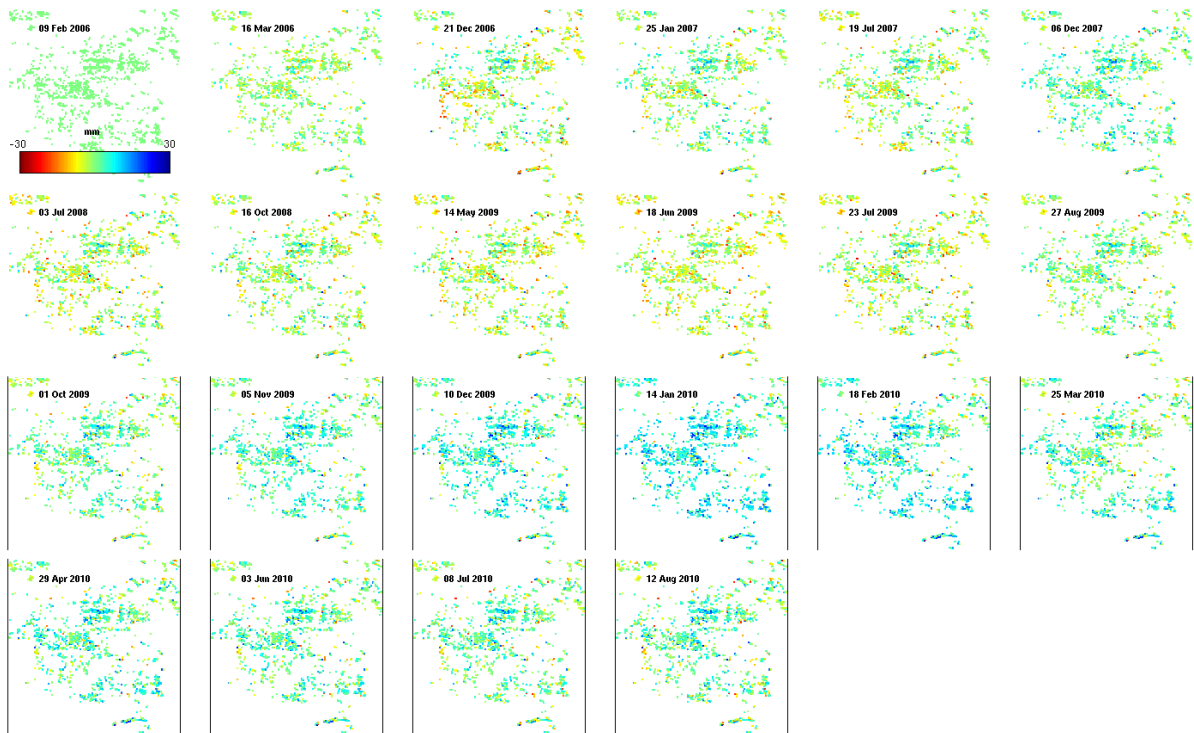 09 Feb 2006
16 Mar 2006
21 Dec 2006
25 Jan 2007
19 Jul 2007
06 Dec 2007
mm
-30
30
03 Jul 2008
16 Oct 2008
14 May 2009
18 Jun 2009
23 Jul 2009
27 Aug 2009
01 Oct 2009
05 Nov 2009
10 Dec 2009
14 Jan 2010
18 Feb 2010
25 Mar 2010
29 Apr 2010
03 Jun 2010
08 Jul 2010
12 Aug 2010